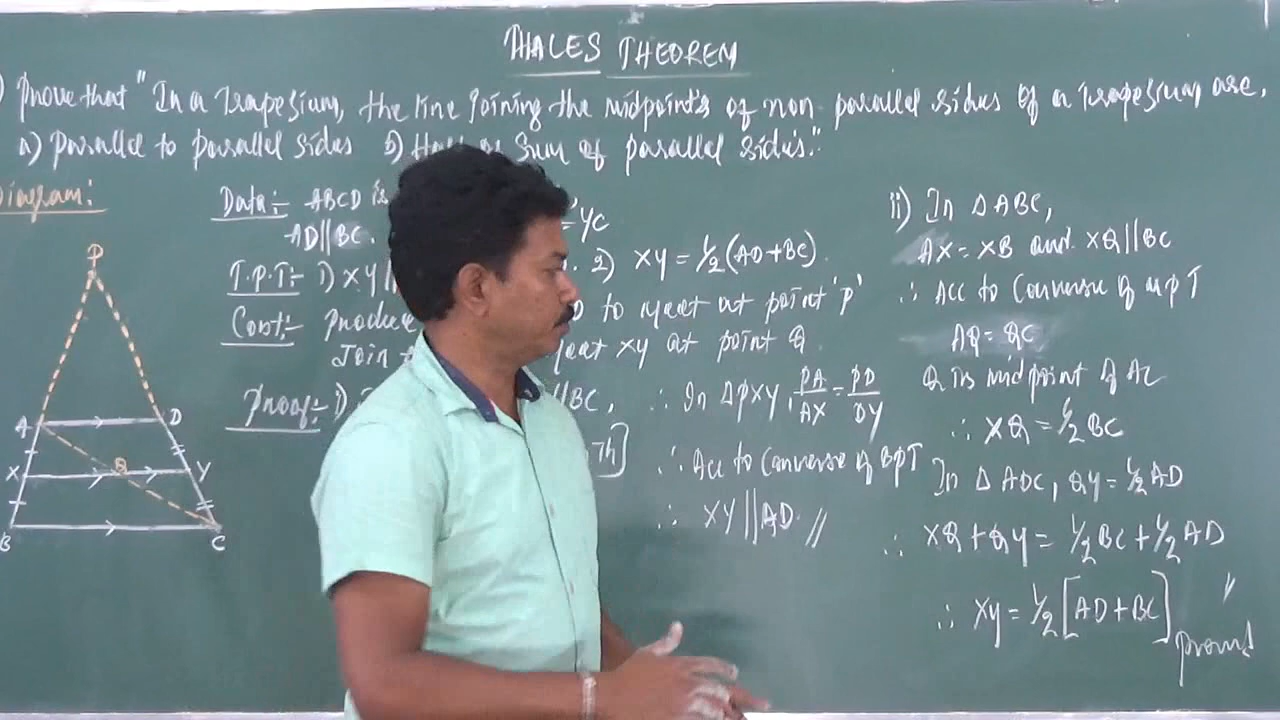 THALES THEOREM
) Prove that "In a Trapezium, the line joining the midpoint's of non parallel sides of a trapezium are,
a) parallel to parallel sides b) Half as Sum of parallel sides."
Diagram:
Data:- ABCD is
= YC
AD||BC.
T.P.T:- 1) XY||
2) XY = 1/2 (AD+BC).
Const:- Produce
to meet at point 'P'
Join
meet XY at point Q.
Proof:- 1)
||BC,
Th]
∴ In ΔPXY, PA/AX = PD/DY
∴ Acc to Converse of BPT
∴ XY||AD. //
ii) In ΔABC,
AX = XB and XQ||BC
∴ Acc to Converse of mpT
AQ = QC
Q is midpoint of AC
∴ XQ = 1/2 BC
In Δ ADC, QY = 1/2 AD
∴ XQ + QY = 1/2 BC + 1/2 AD
∴ XY = 1/2 [AD+BC] //
Proved
P
A
D
X
Q
Y
B
C